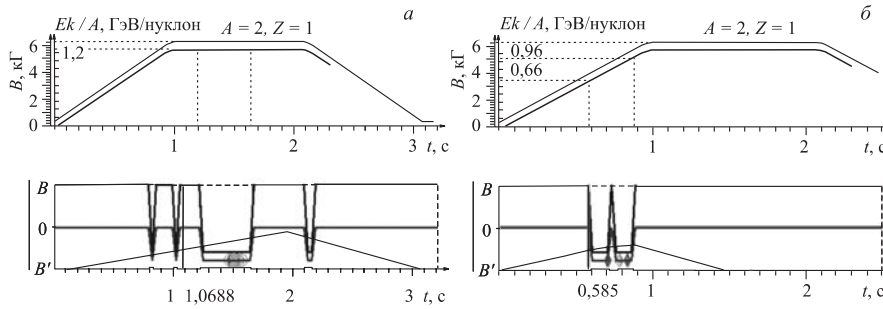 Ek / A, ГэВ/нуклон
A = 2, Z = 1
а
B, кГ
6
4
2
0
1,2
1
2
3
t, с
B
0
B'
1
1,0688
2
3
t, с
Ek / A, ГэВ/нуклон
A = 2, Z = 1
б
B, кГ
6
4
2
0
0,96
0,66
1
2
t, с
B
0
B'
0,585
1
2
t, с